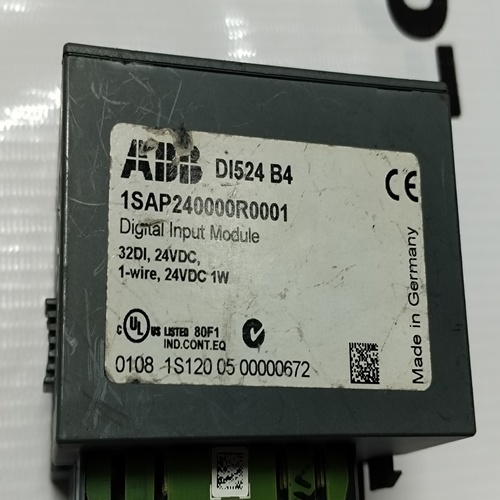 ABB DI524 B4
1SAP240000R0001
Digital Input Module
32DI, 24VDC,
1-wire, 24VDC 1W
CE
Made in Germany
c UL us LISTED 80F1
IND.CONT.EQ
0108 1S120 05 00000672